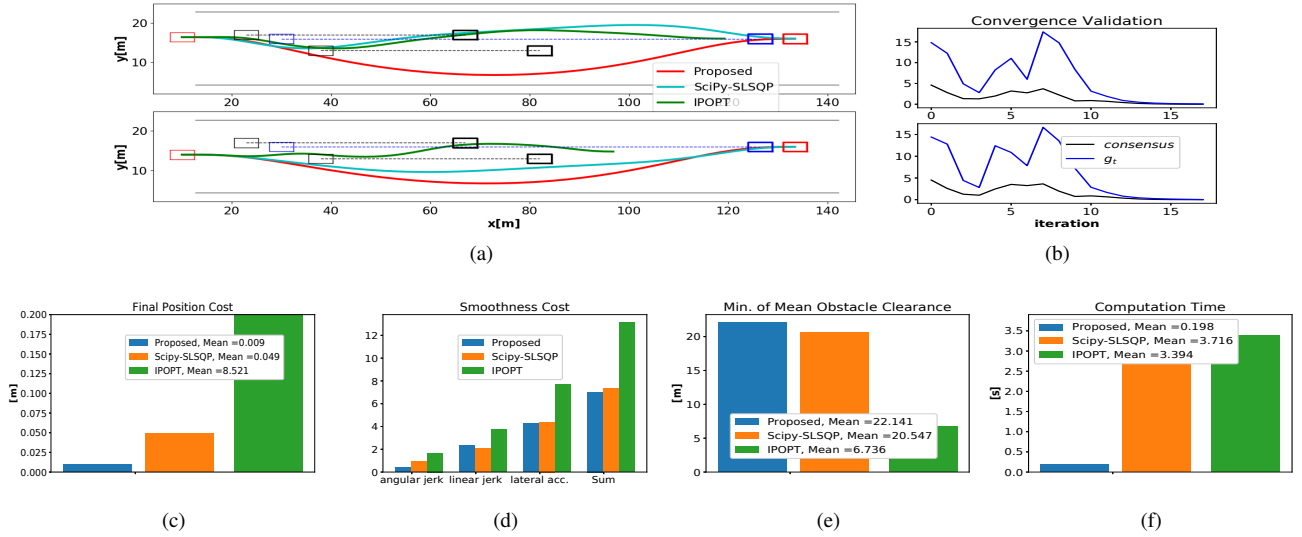 y[m]
20
10
20
40
60
80
100
120
140
Proposed
SciPy-SLSQP
IPOPT
y[m]
20
10
20
40
60
80
100
120
140
x[m]
(a)
Convergence Validation
15
10
5
0
0
5
10
15
15
10
5
0
0
5
10
15
consensus
g_t
iteration
(b)
Final Position Cost
[m]
0.200
0.175
0.150
0.125
0.100
0.075
0.050
0.025
0.000
Proposed, Mean =0.009
Scipy-SLSQP, Mean =0.049
IPOPT, Mean =8.521
(c)
Smoothness Cost
12
10
8
6
4
2
0
Proposed
Scipy-SLSQP
IPOPT
angular jerk
linear jerk
lateral acc.
Sum
(d)
Min. of Mean Obstacle Clearance
[m]
20
15
10
5
0
Proposed, Mean =22.141
Scipy-SLSQP, Mean =20.547
IPOPT, Mean =6.736
(e)
Computation Time
[s]
3.5
3.0
2.5
2.0
1.5
1.0
0.5
0.0
Proposed, Mean =0.198
Scipy-SLSQP, Mean =3.716
IPOPT, Mean =3.394
(f)